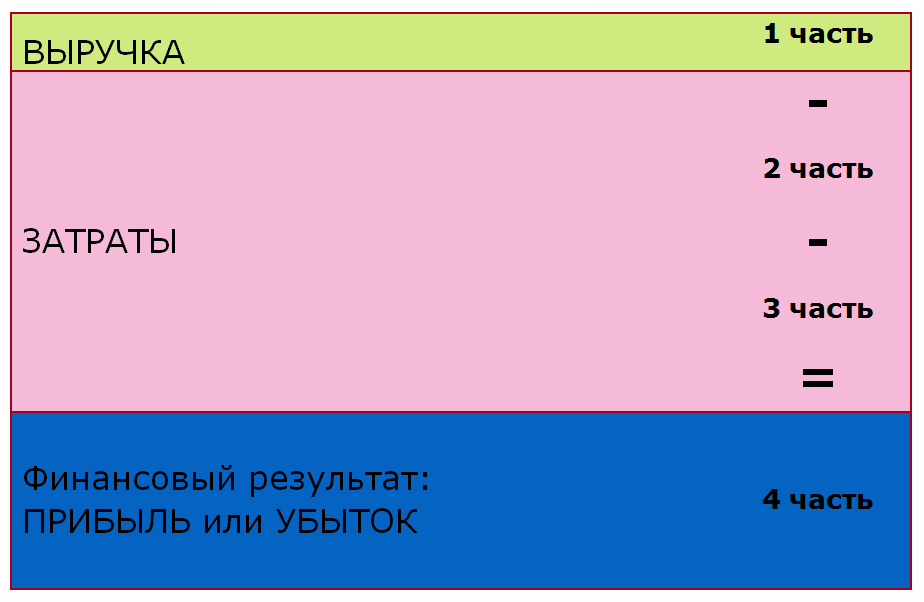 1 часть
ВЫРУЧКА
-
2 часть
-
ЗАТРАТЫ
3 часть
=
Финансовый результат:
ПРИБЫЛЬ или УБЫТОК
4 часть